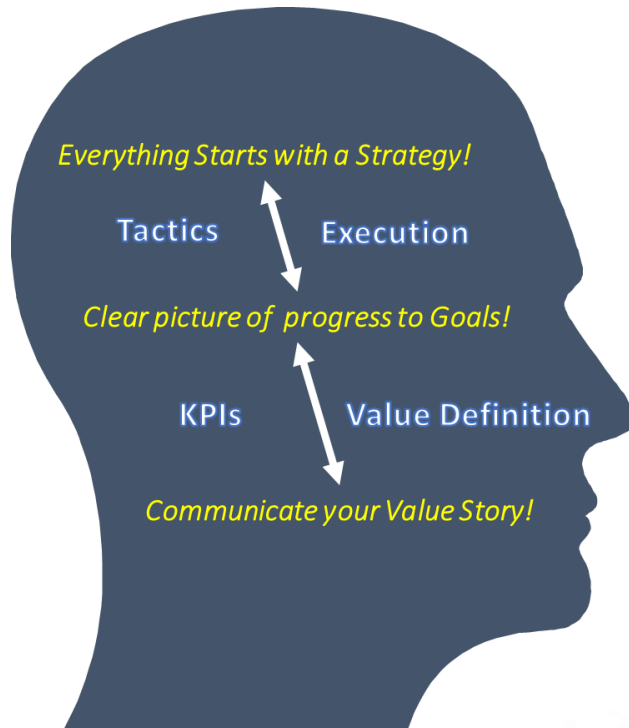 Everything Starts with a Strategy!
Tactics Execution
Clear picture of progress to Goals!
KPIs Value Definition
Communicate your Value Story!